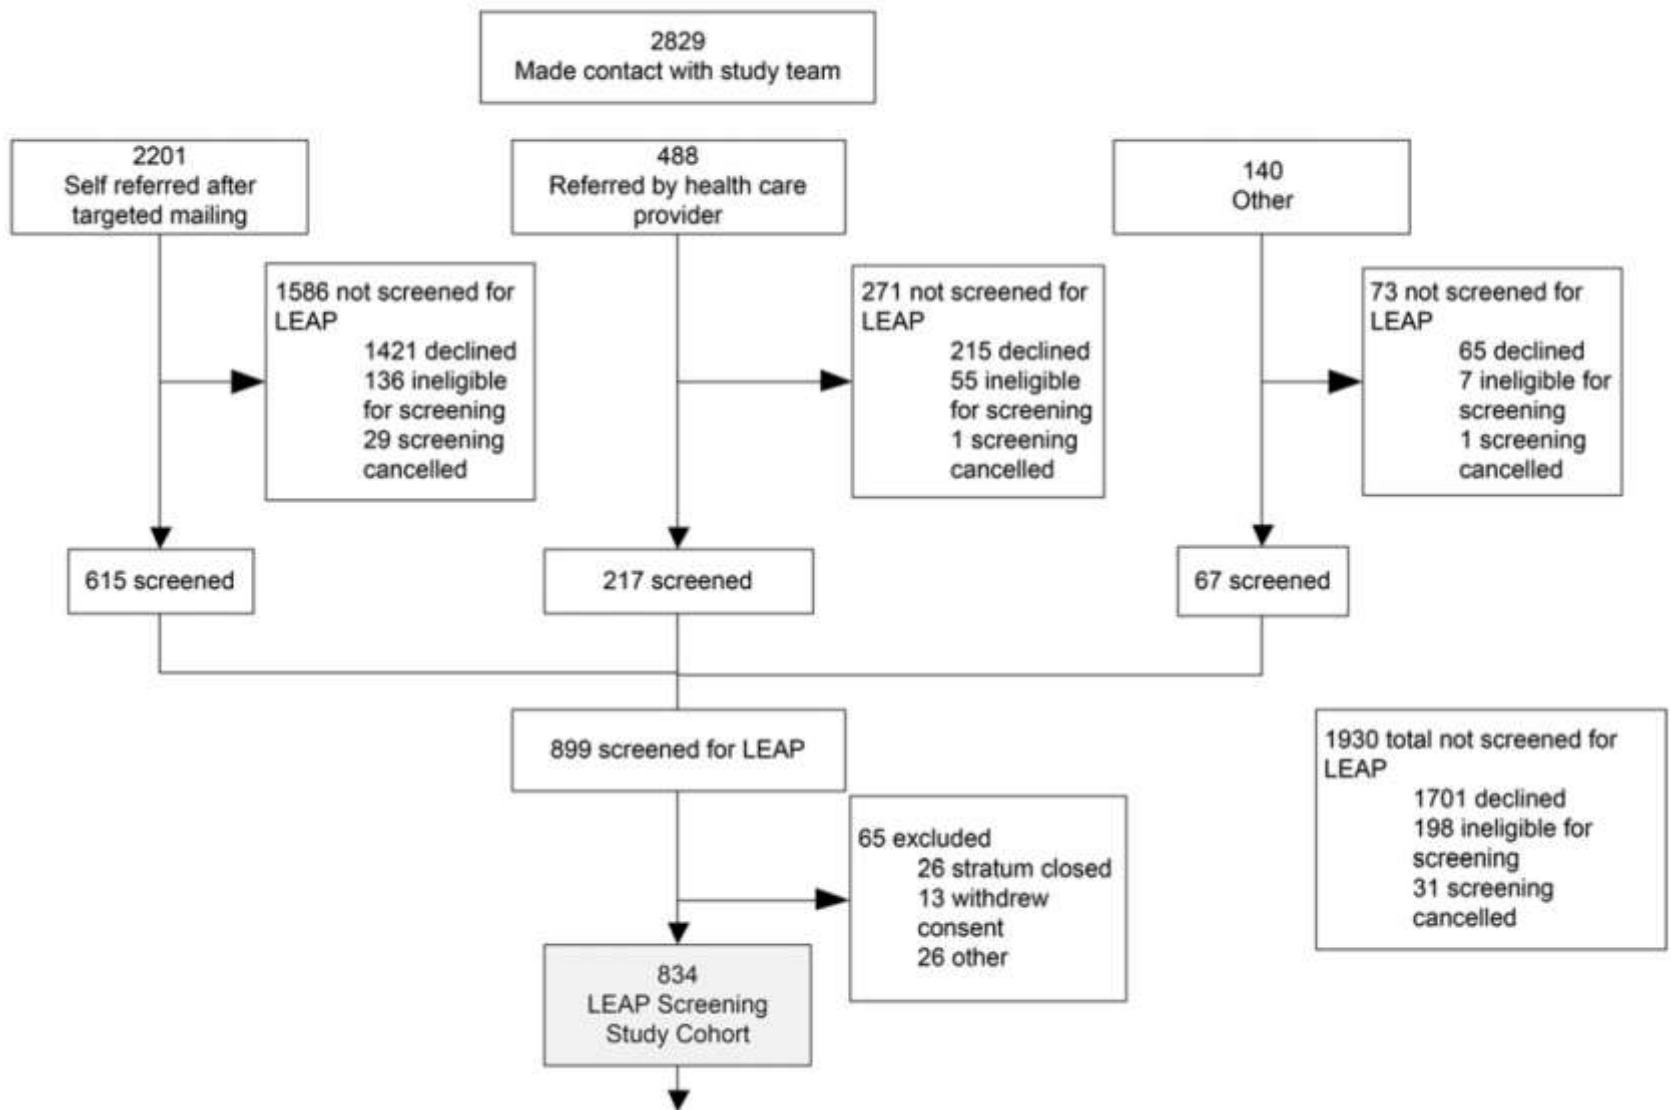 2829
Made contact with study team
2201
Self referred after
targeted mailing
488
Referred by health care
provider
140
Other
1586 not screened for
LEAP
1421 declined
136 ineligible
for screening
29 screening
cancelled
271 not screened for
LEAP
215 declined
55 ineligible
for screening
1 screening
cancelled
73 not screened for
LEAP
65 declined
7 ineligible for
screening
1 screening
cancelled
615 screened
217 screened
67 screened
899 screened for LEAP
1930 total not screened for
LEAP
1701 declined
198 ineligible for
screening
31 screening
cancelled
65 excluded
26 stratum closed
13 withdrew
consent
26 other
834
LEAP Screening
Study Cohort